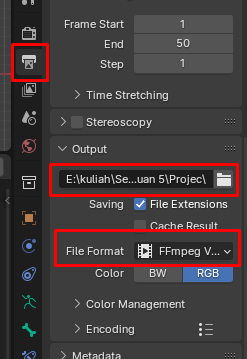 Frame Start 1
End 50
Step 1
Time Stretching
Stereoscopy
Output
E:\kuliah\Se...uan 5\Projec\
Saving File Extensions
Cache Result
File Format FFmpeg V...
Color BW RGB
Color Management
Encoding
Metadata